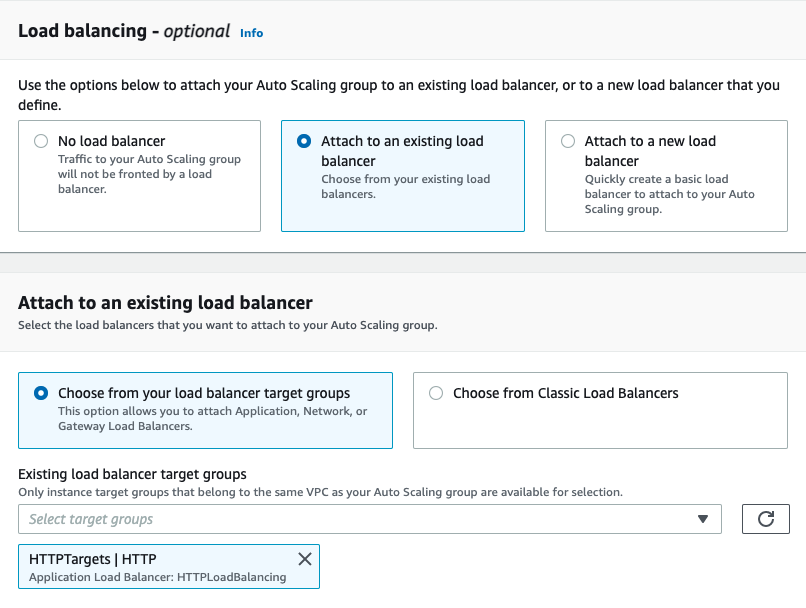 Load balancing - optional Info
Use the options below to attach your Auto Scaling group to an existing load balancer, or to a new load balancer that you
define.
No load balancer
Traffic to your Auto Scaling group
will not be fronted by a load
balancer.
Attach to an existing load
balancer
Choose from your existing load
balancers.
Attach to a new load
balancer
Quickly create a basic load
balancer to attach to your Auto
Scaling group.
Attach to an existing load balancer
Select the load balancers that you want to attach to your Auto Scaling group.
Choose from your load balancer target groups
This option allows you to attach Application, Network, or
Gateway Load Balancers.
Choose from Classic Load Balancers
Existing load balancer target groups
Only instance target groups that belong to the same VPC as your Auto Scaling group are available for selection.
Select target groups
HTTPTargets | HTTP
Application Load Balancer: HTTPLoadBalancing